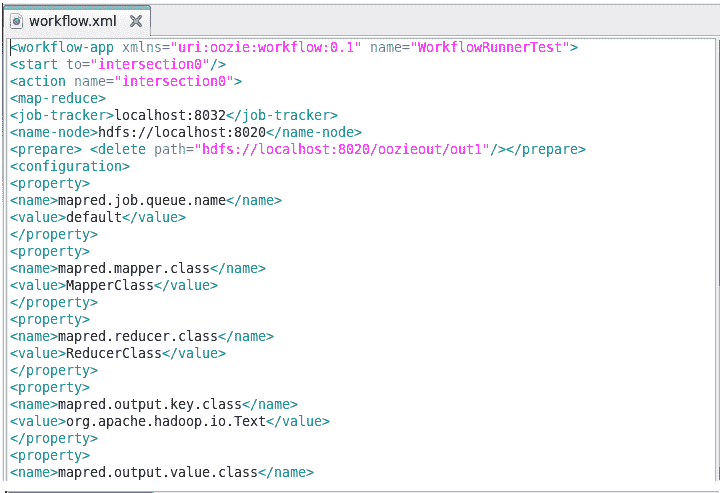 workflow.xml
<workflow-app xmlns="uri:oozie:workflow:0.1" name="WorkflowRunnerTest">
<start to="intersection0"/>
<action name="intersection0">
<map-reduce>
<job-tracker>localhost:8032</job-tracker>
<name-node>hdfs://localhost:8020</name-node>
<prepare> <delete path="hdfs://localhost:8020/oozieout/out1"/></prepare>
<configuration>
<property>
<name>mapred.job.queue.name</name>
<value>default</value>
</property>
<property>
<name>mapred.mapper.class</name>
<value>MapperClass</value>
</property>
<property>
<name>mapred.reducer.class</name>
<value>ReducerClass</value>
</property>
<property>
<name>mapred.output.key.class</name>
<value>org.apache.hadoop.io.Text</value>
</property>
<property>
<name>mapred.output.value.class</name>